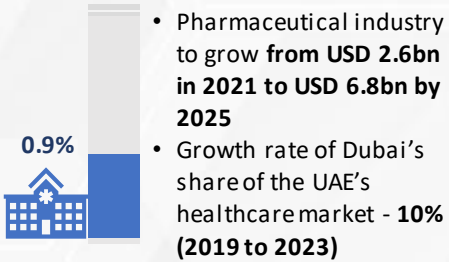 • Pharmaceutical industry
to grow from USD 2.6bn
in 2021 to USD 6.8bn by
2025
0.9%
• Growth rate of Dubai's
share of the UAE's
healthcare market - 10%
(2019 to 2023)